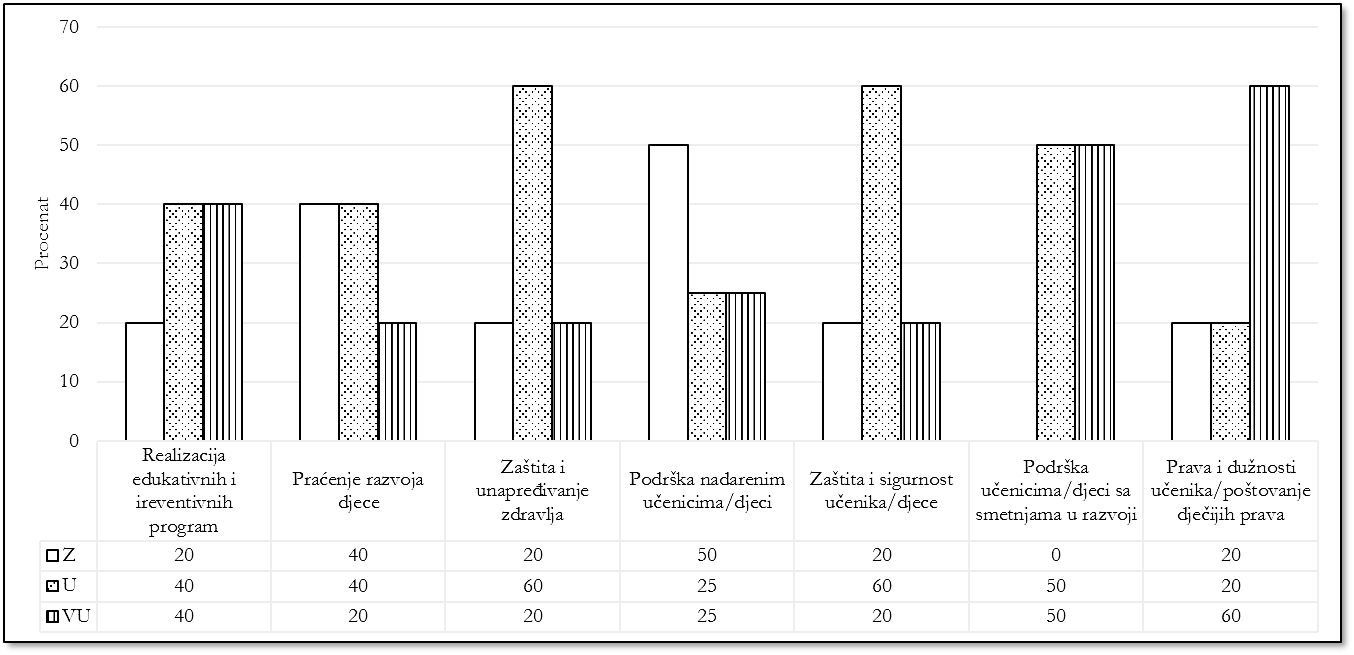 70
60
50
40
30
20
10
0
Procenat
Realizacija
edukativnih i
ireventivnih
program
Praćenje razvoja
djece
Zaštita i
unapređivanje
zdravlja
Podrška nadarenim
učenicima/djeci
Zaštita i sigurnost
učenika/djece
Podrška
učenicima/djeci sa
smetnjama u razvoji
Prava i dužnosti
učenika/poštovanje
dječijih prava
Z 20 40 20 50 20 0 20
U 40 40 60 25 60 50 20
VU 40 20 20 25 20 50 60